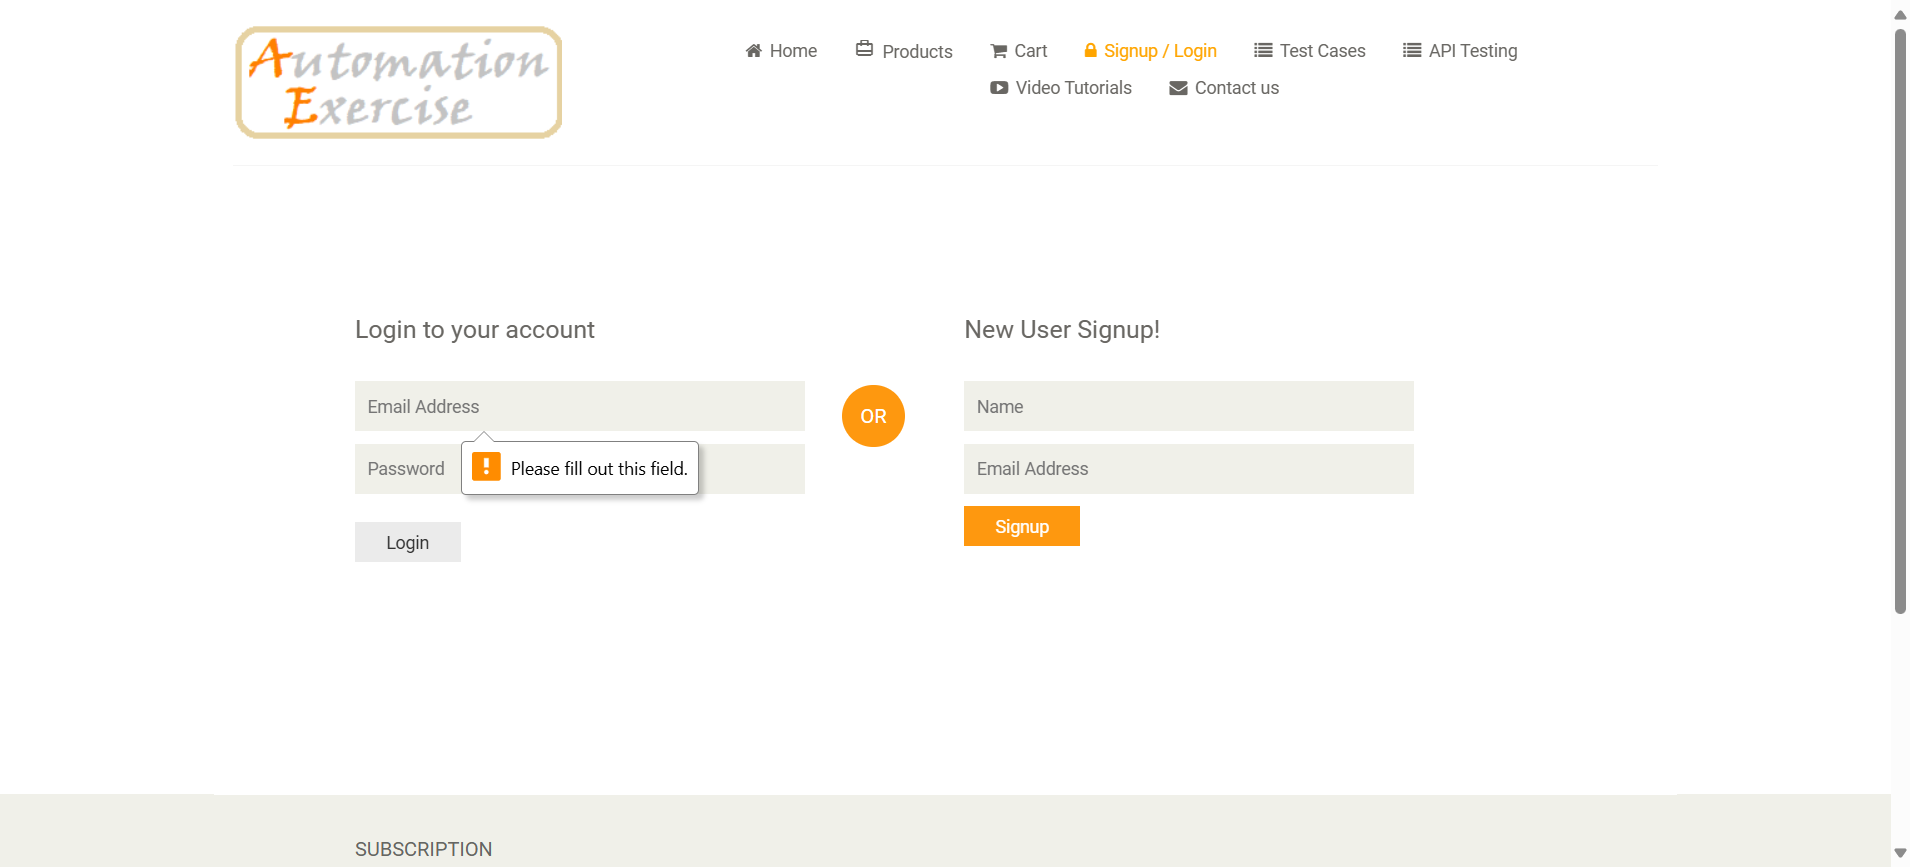 Automation
Exercise
Home
Products
Cart
Signup / Login
Test Cases
API Testing
Video Tutorials
Contact us
Login to your account
Email Address
Password
Please fill out this field.
Login
OR
New User Signup!
Name
Email Address
Signup
SUBSCRIPTION